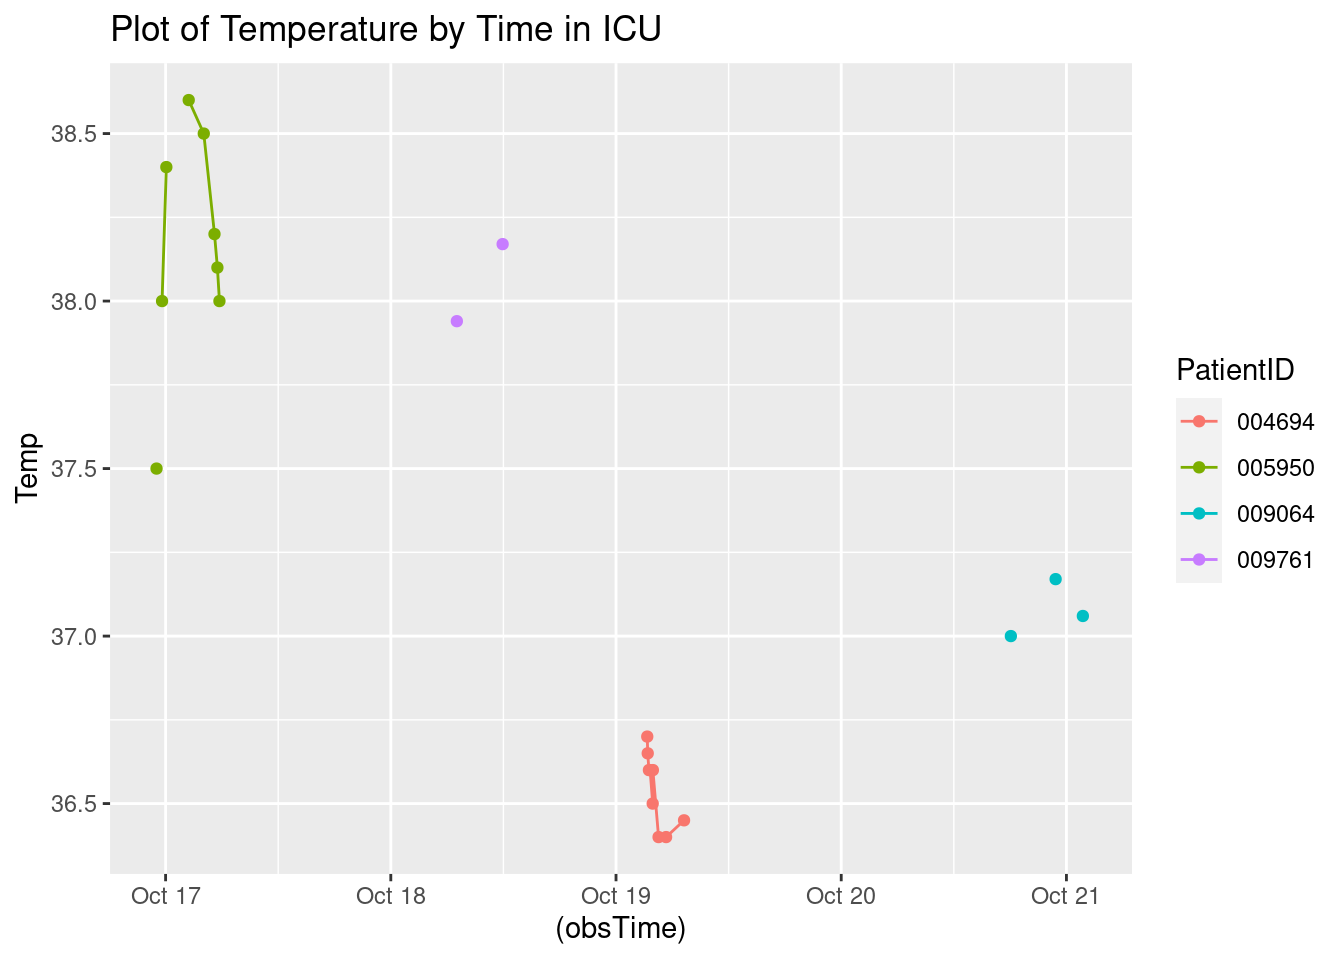 Plot of Temperature by Time in ICU
Temp
38.5
38.0
37.5
37.0
36.5
Oct 17
Oct 18
Oct 19
Oct 20
Oct 21
(obsTime)
PatientID
004694
005950
009064
009761